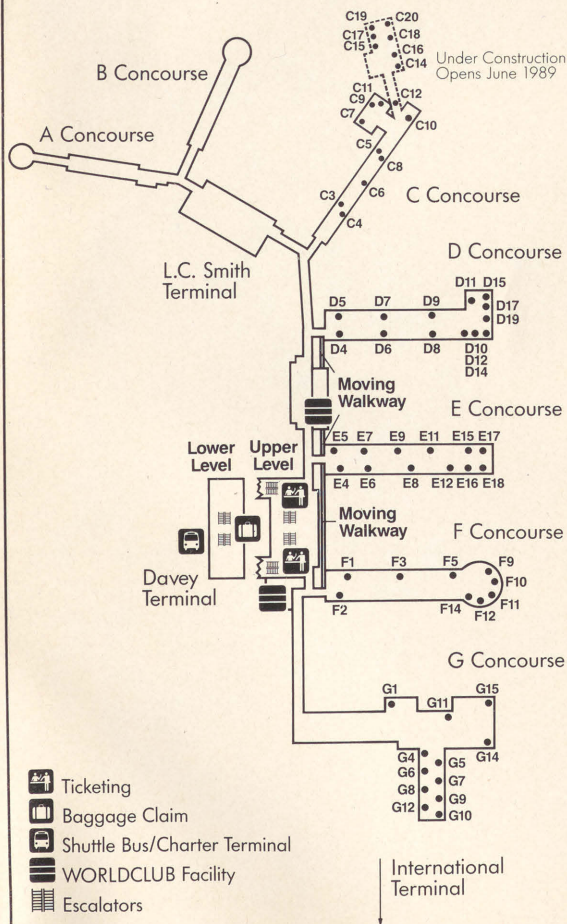 C19 C20
C17 C18
C15 C16
C14
Under Construction
Opens June 1989
B Concourse
A Concourse
C11
C9 C12
C7 C10
C5
C8
C6
C3
C4
C Concourse
L.C. Smith
Terminal
D Concourse
D11 D15
D5 D7 D9 D17
D19
D4 D6 D8 D10
D12
D14
Moving
Walkway
E Concourse
Lower
Level
Upper
Level
E5 E7 E9 E11 E15 E17
E4 E6 E8 E12 E16 E18
Moving
Walkway
F Concourse
Davey
Terminal
F1 F3 F5 F9
F10
F2 F14 F11
F12
G Concourse
G1 G11 G15
G4 G14
G5
G6
G7
G8
G9
G12
G10
Ticketing
Baggage Claim
Shuttle Bus/Charter Terminal
WORLDCLUB Facility
Escalators
International
Terminal